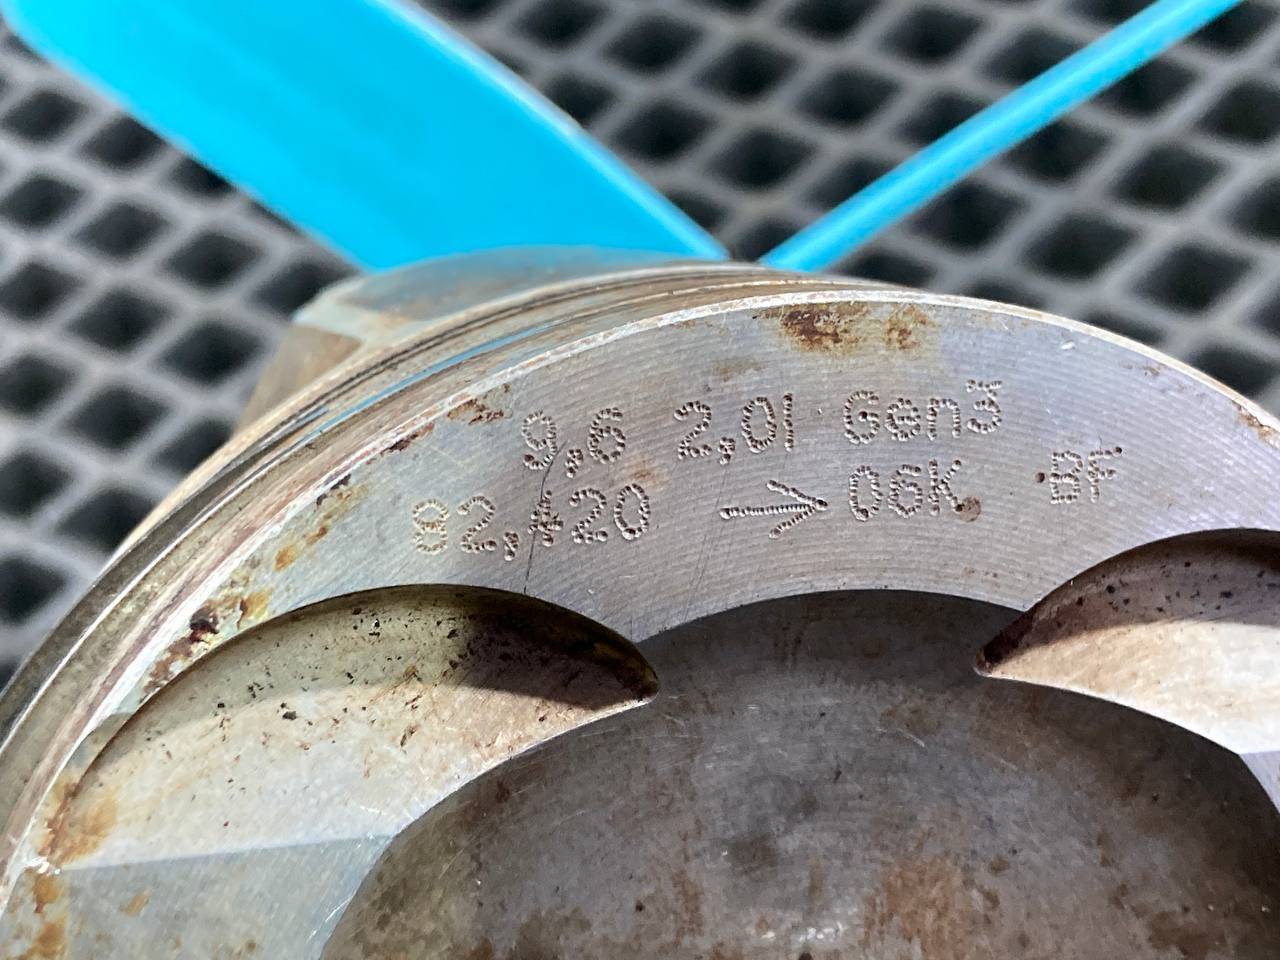 9,6 2,0l Gen3
82,420 → 06K BF